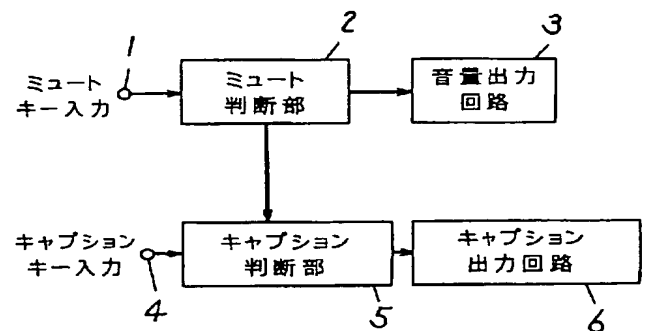 1
2
3
ミュート
キー入力
ミュート
判断部
音量出力
回路
キャプション
キー入力
キャプション
判断部
キャプション
出力回路
4
5
6